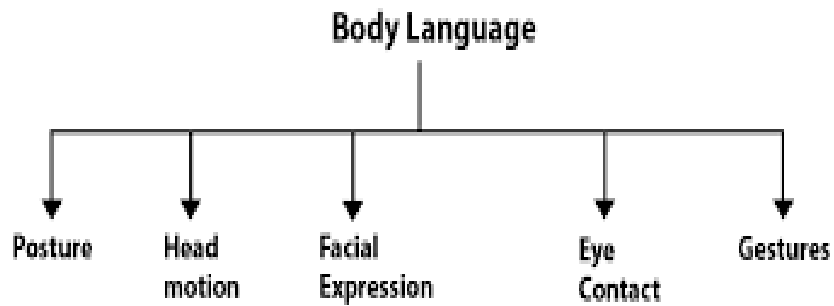 Body Language
Posture
Head
motion
Facial
Expression
Eye
Contact
Gestures